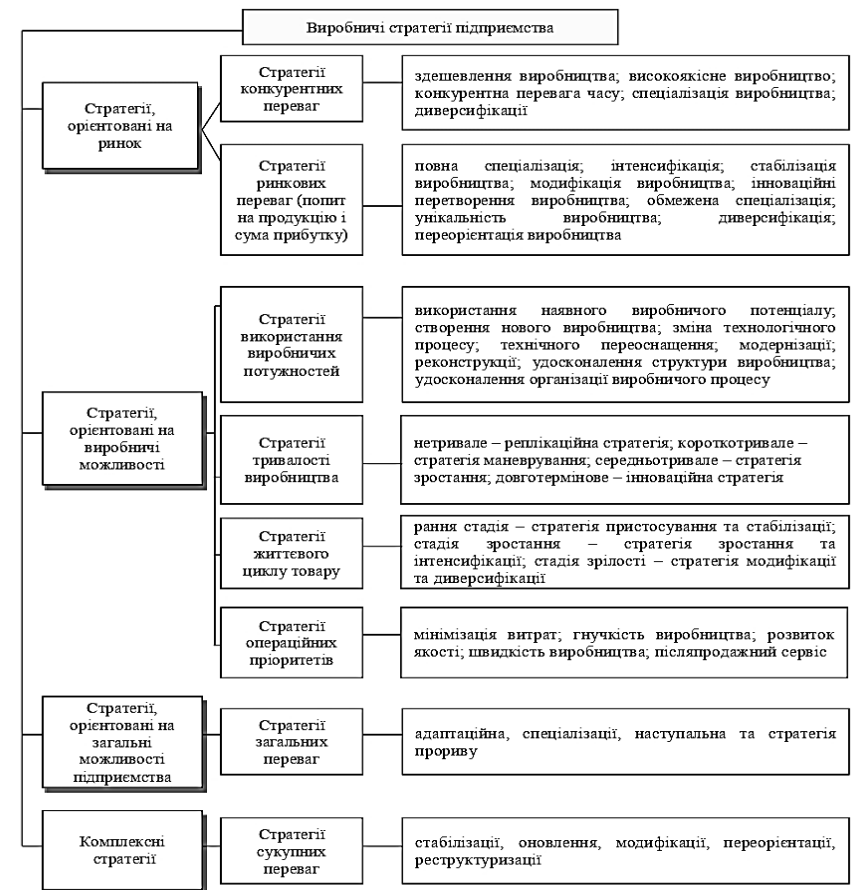 Виробничі стратегії підприємства
Стратегії,
орієнтовані на
ринок
Стратегії
конкурентних
переваг
здешевлення виробництва; високоякісне виробництво;
конкурентна перевага часу; спеціалізація виробництва;
диверсифікації
Стратегії
ринкових
переваг (попит
на продукцію і
сума прибутку)
повна спеціалізація; інтенсифікація; стабілізація
виробництва; модифікація виробництва; інноваційні
перетворення виробництва; обмежена спеціалізація;
унікальність виробництва; диверсифікація;
переорієнтація виробництва
Стратегії,
орієнтовані на
виробничі
можливості
Стратегії
використання
виробничих
потужностей
використання наявного виробничого потенціалу;
створення нового виробництва; зміна технологічного
процесу; технічного переоснащення; модернізації;
реконструкції; удосконалення структури виробництва;
удосконалення організації виробничого процесу
Стратегії
тривалості
виробництва
нетривале – реплікаційна стратегія; короткотривале –
стратегія маневрування; середньотривале – стратегія
зростання; довготермінове – інноваційна стратегія
Стратегії
життєвого
циклу товару
рання стадія – стратегія пристосування та стабілізації;
стадія зростання – стратегія зростання та
інтенсифікації; стадія зрілості – стратегія модифікації
та диверсифікації
Стратегії
операційних
пріоритетів
мінімізація витрат; гнучкість виробництва; розвиток
якості; швидкість виробництва; післяпродажний сервіс
Стратегії,
орієнтовані на
загальні
можливості
підприємства
Стратегії
загальних
переваг
адаптаційна, спеціалізації, наступальна та стратегія
прориву
Комплексні
стратегії
Стратегії
сукупних
переваг
стабілізації, оновлення, модифікації, переорієнтації,
реструктуризації